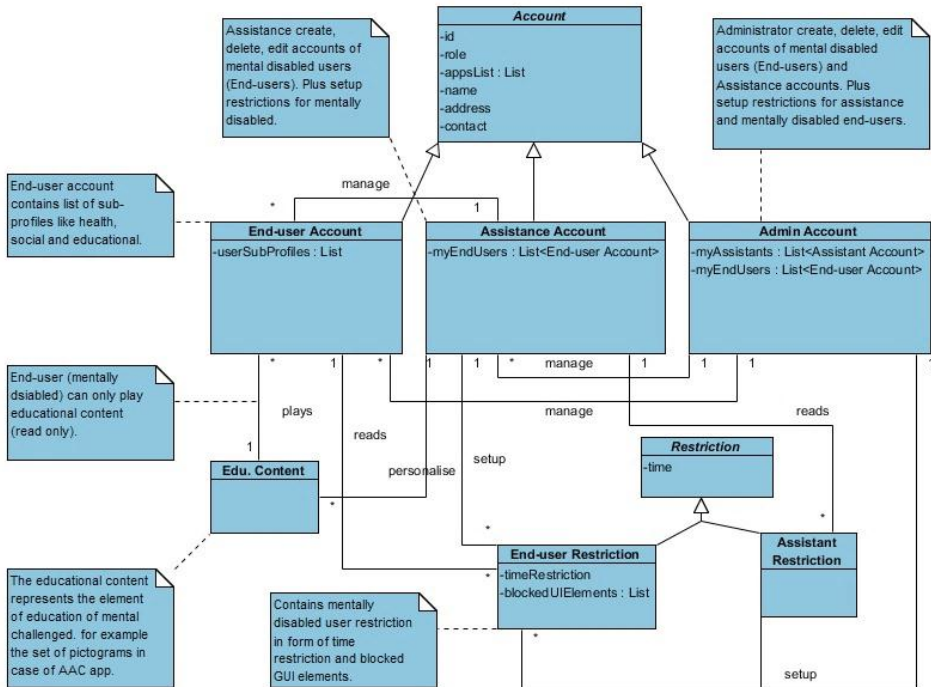 Assistance create,
delete, edit accounts of
mental disabled users
(End-users). Plus setup
restrictions for mentally
disabled.
Account
-id
-role
-appsList : List
-name
-address
-contact
Administrator create, delete, edit
accounts of mental disabled
users (End-users) and
Assistance accounts. Plus
setup restrictions for assistance
and mentally disabled end-users.
End-user account
contains list of sub-
profiles like health,
social and educational.
manage
*
1
End-user Account
-userSubProfiles : List
Assistance Account
-myEndUsers : List<End-user Account>
Admin Account
-myAssistants : List<Assistant Account>
-myEndUsers : List<End-user Account>
*
1
*
1
1
*
1
1
1
1
manage
End-user (mentally
dsiabled) can only play
educational content
(read only).
plays
manage
reads
reads
1
personalise
setup
Restriction
-time
Edu. Content
*
*
*
End-user Restriction
-timeRestriction
-blockedUIElements : List
*
Assistant
Restriction
The educational content
represents the element
of education of mental
challenged. for example
the set of pictograms in
case of AAC app.
Contains mentally
disabled user restriction
in form of time
restriction and blocked
GUI elements.
*
setup